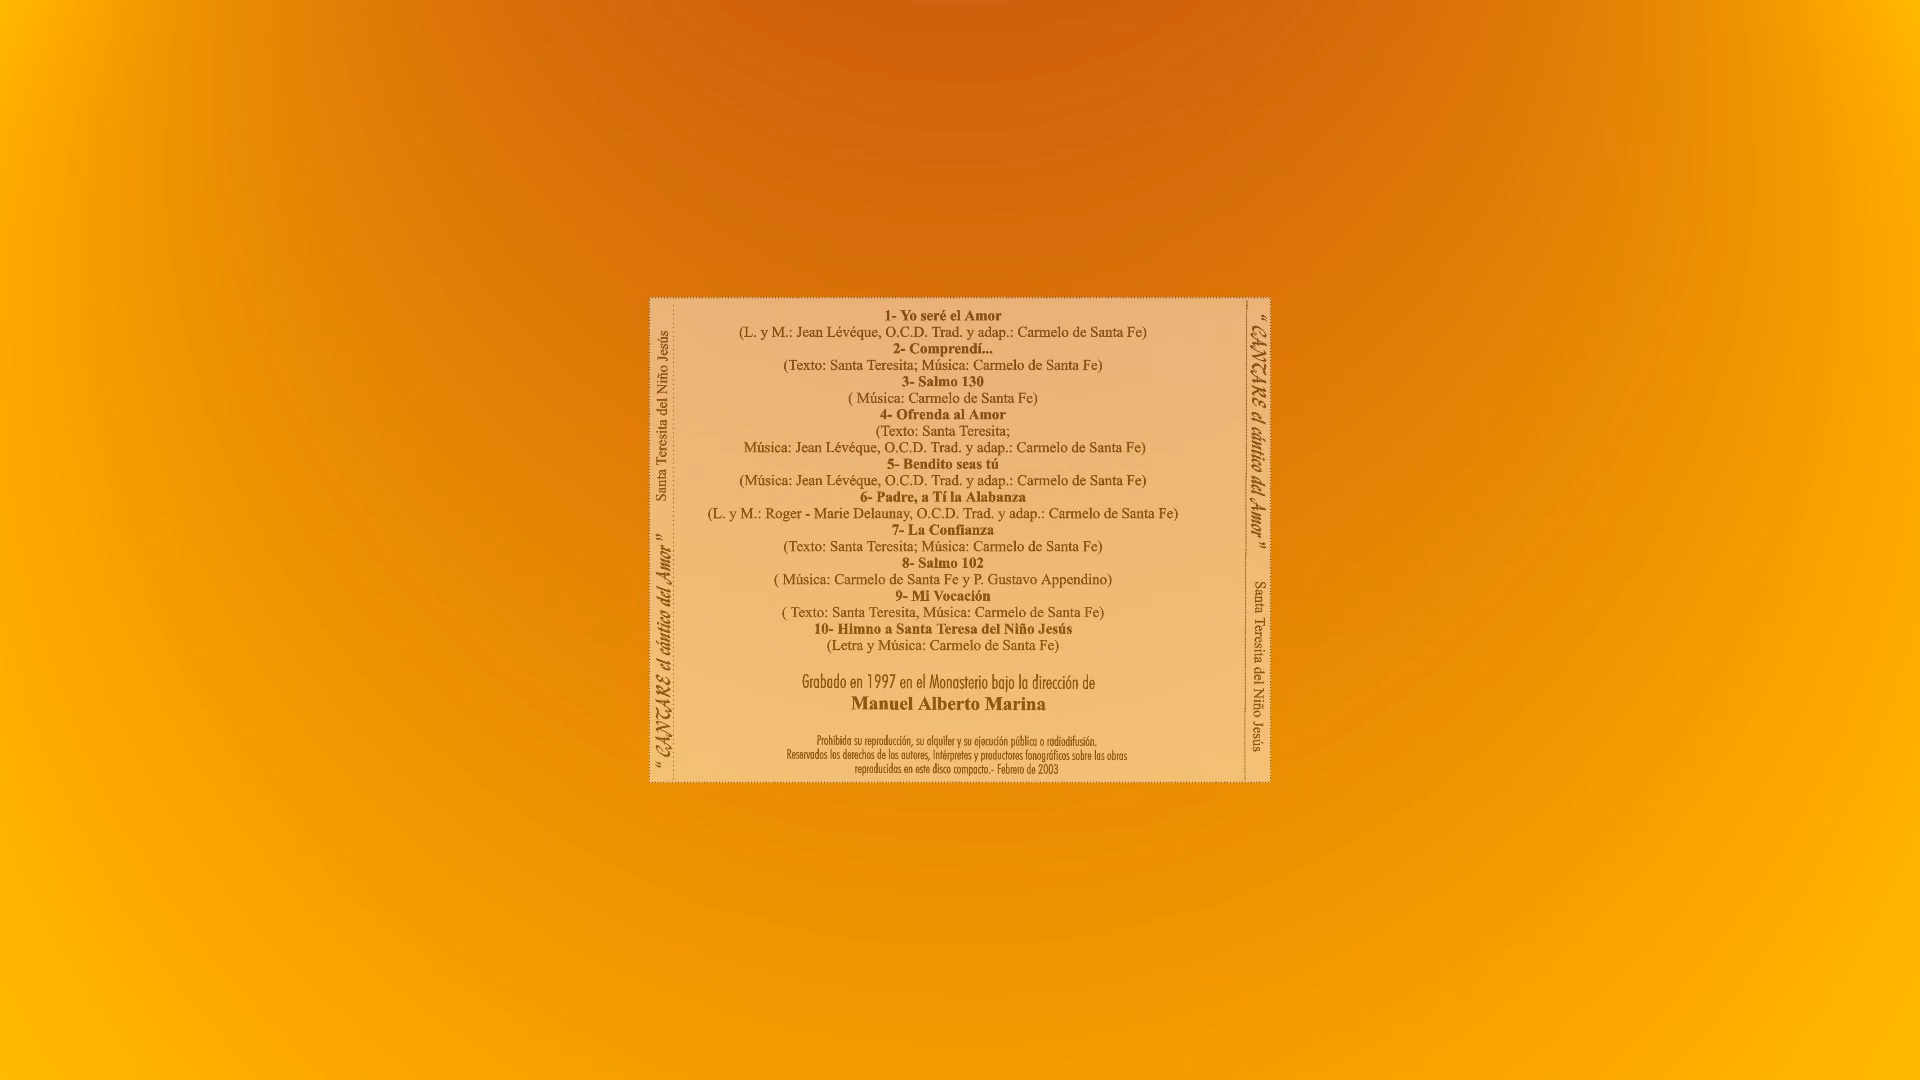 1- Yo seré el Amor
(L. y M.: Jean Lévéque, O.C.D. Trad. y adap.: Carmelo de Santa Fe)
2- Comprendí...
(Texto: Santa Teresita; Música: Carmelo de Santa Fe)
3- Salmo 130
( Música: Carmelo de Santa Fe)
4- Ofrenda al Amor
(Texto: Santa Teresita;
Música: Jean Lévéque, O.C.D. Trad. y adap.: Carmelo de Santa Fe)
5- Bendito seas tú
(Música: Jean Lévéque, O.C.D. Trad. y adap.: Carmelo de Santa Fe)
6- Padre, a Tí la Alabanza
(L. y M.: Roger - Marie Delaunay, O.C.D. Trad. y adap.: Carmelo de Santa Fe)
7- La Confianza
(Texto: Santa Teresita; Música: Carmelo de Santa Fe)
8- Salmo 102
( Música: Carmelo de Santa Fe y P. Gustavo Appendino)
9- Mi Vocación
( Texto: Santa Teresita, Música: Carmelo de Santa Fe)
10- Himno a Santa Teresa del Niño Jesús
(Letra y Música: Carmelo de Santa Fe)
Grabado en 1997 en el Monasterio bajo la dirección de
Manuel Alberto Marina
Prohibida su reproducción, su alquiler y su ejecución pública o radiodifusión.
Reservados los derechos de los autores, intérpretes y productores fonográficos sobre las obras
reproducidas en este disco compacto.- Febrero de 2003
“ CANTARE el cántico del Amor ” Santa Teresita del Niño Jesús
“ CANTARE el cántico del Amor ” Santa Teresita del Niño Jesús